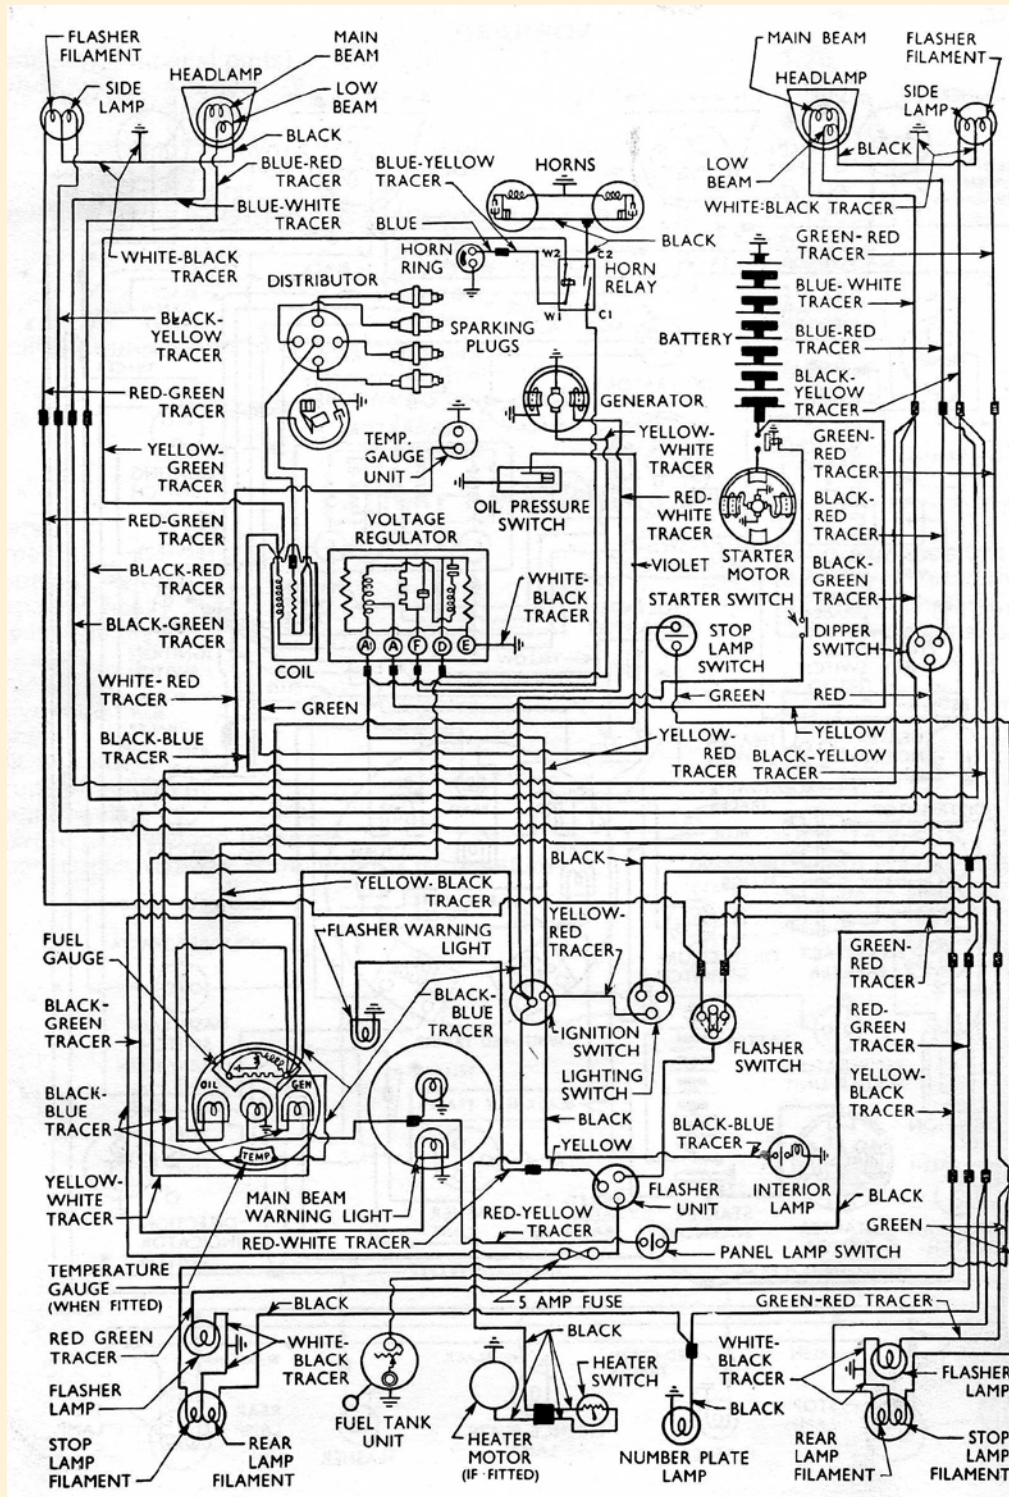 FLASHER
FILAMENT
SIDE
LAMP
HEADLAMP
MAIN
BEAM
LOW
BEAM
BLACK
BLUE-RED
TRACER
BLUE-WHITE
TRACER
WHITE-BLACK
TRACER
BLUE-YELLOW
TRACER
BLUE
HORN
RING
HORNS
BLACK
W2
C2
HORN
RELAY
W1
C1
MAIN BEAM
HEADLAMP
FLASHER
FILAMENT
SIDE
LAMP
BLACK
LOW
BEAM
WHITE-BLACK TRACER
GREEN-RED
TRACER
BLUE-WHITE
TRACER
BLUE-RED
TRACER
BLACK-
YELLOW
TRACER
BATTERY
DISTRIBUTOR
SPARKING
PLUGS
BLACK-
YELLOW
TRACER
RED-GREEN
TRACER
YELLOW-
GREEN
TRACER
RED-GREEN
TRACER
BLACK-RED
TRACER
BLACK-GREEN
TRACER
WHITE-RED
TRACER
BLACK-BLUE
TRACER
TEMP.
GAUGE
UNIT
GENERATOR
YELLOW-
WHITE
TRACER
RED-
WHITE
TRACER
VIOLET
OIL PRESSURE
SWITCH
VOLTAGE
REGULATOR
A1 A F D E
WHITE-
BLACK
TRACER
COIL
GREEN
GREEN-
RED
TRACER
BLACK-
RED
TRACER
BLACK-
GREEN
TRACER
STARTER
MOTOR
STARTER SWITCH
STOP
LAMP
SWITCH
DIPPER
SWITCH
GREEN
RED
YELLOW
YELLOW-
RED
TRACER
BLACK-YELLOW
TRACER
BLACK
YELLOW-BLACK
TRACER
FLASHER WARNING
LIGHT
YELLOW-
RED
TRACER
FUEL
GAUGE
BLACK-
GREEN
TRACER
BLACK-
BLUE
TRACER
IGNITION
SWITCH
LIGHTING
SWITCH
FLASHER
SWITCH
GREEN-
RED
TRACER
RED-
GREEN
TRACER
YELLOW-
BLACK
TRACER
OIL
GEN
TEMP
BLACK-
BLUE
TRACER
YELLOW-
WHITE
TRACER
MAIN BEAM
WARNING LIGHT
BLACK
YELLOW
BLACK-BLUE
TRACER
INTERIOR
LAMP
FLASHER
UNIT
BLACK
GREEN
RED-YELLOW
TRACER
RED-WHITE TRACER
PANEL LAMP SWITCH
TEMPERATURE
GAUGE
(WHEN FITTED)
5 AMP FUSE
GREEN-RED TRACER
BLACK
RED GREEN
TRACER
WHITE-
BLACK
TRACER
FLASHER
LAMP
FUEL TANK
UNIT
BLACK
HEATER
SWITCH
HEATER
MOTOR
(IF FITTED)
BLACK
NUMBER PLATE
LAMP
WHITE-
BLACK
TRACER
FLASHER
LAMP
STOP
LAMP
FILAMENT
REAR
LAMP
FILAMENT
REAR
LAMP
FILAMENT
STOP
LAMP
FILAMENT